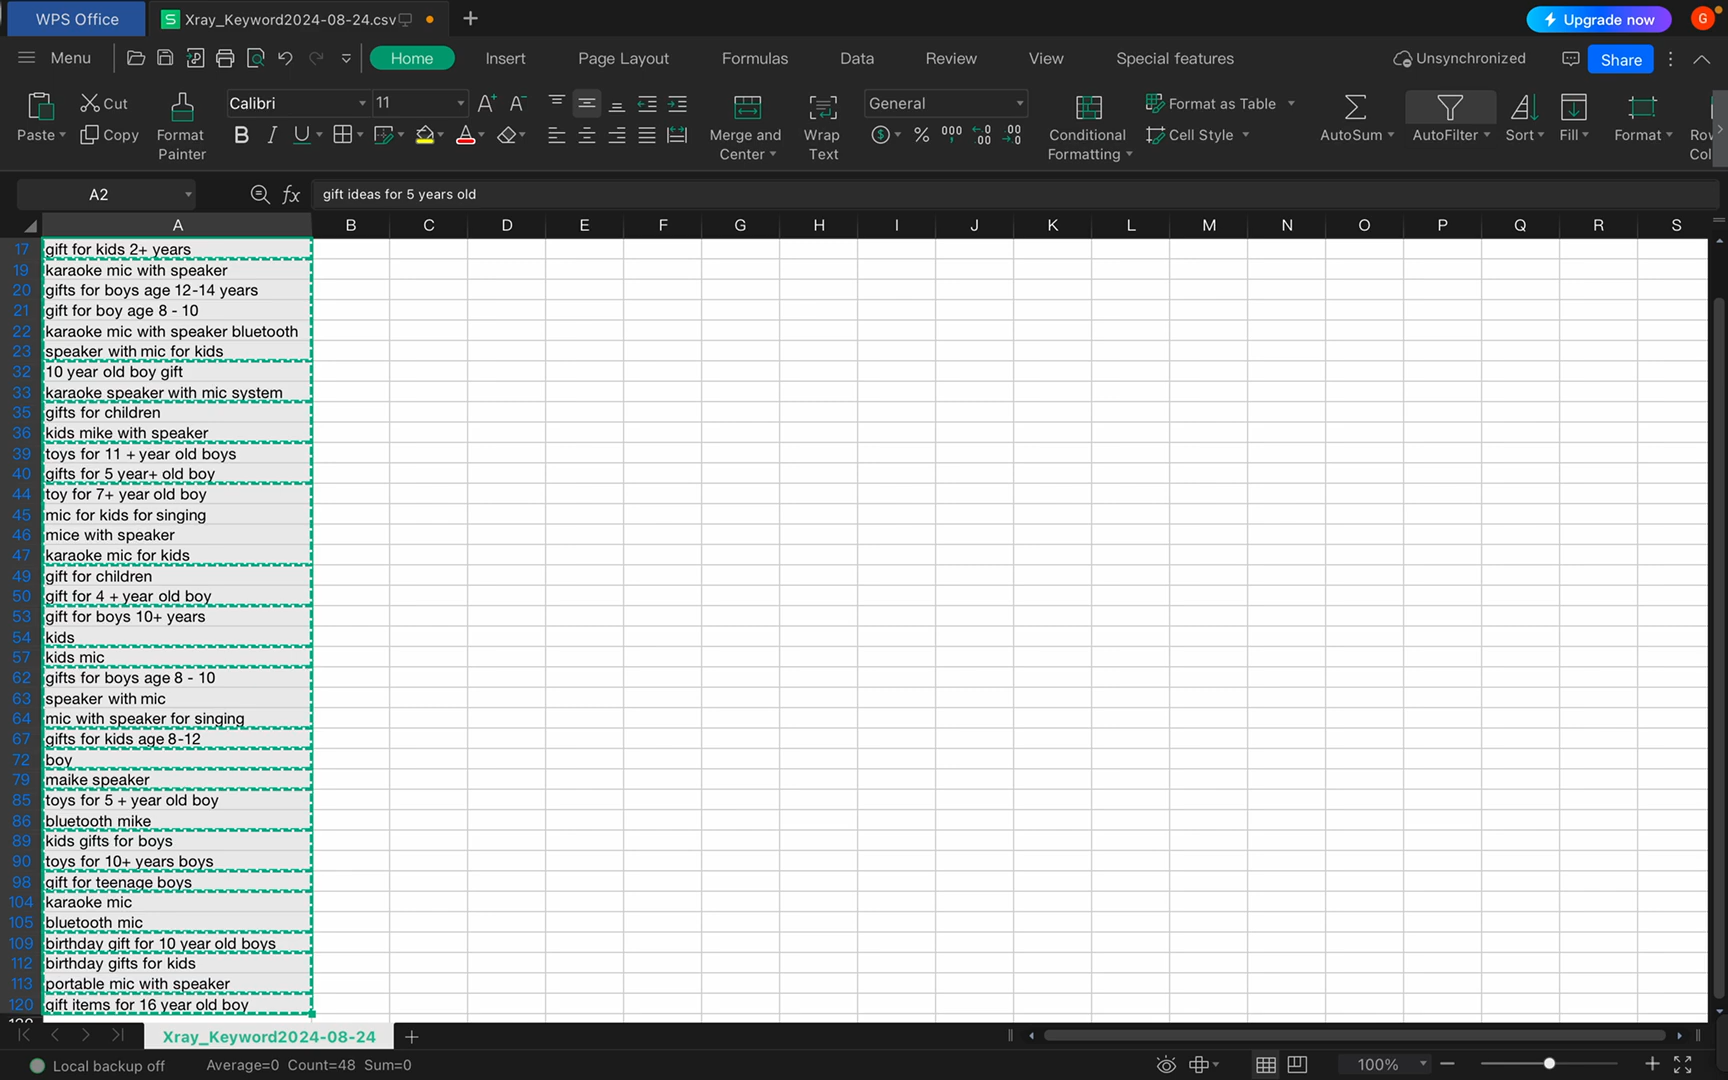 WPS Office
Xray_Keyword2024-08-24.csv
Upgrade now
G
Menu
Home
Insert
Page Layout
Formulas
Data
Review
View
Special features
Unsynchronized
Share
Paste
Cut
Copy
Format Painter
Calibri
11
Merge and Center
Wrap Text
General
Conditional Formatting
Format as Table
Cell Style
AutoSum
AutoFilter
Sort
Fill
Format
A2
fx
gift ideas for 5 years old
A B C D E F G H I J K L M N O P Q R S
17 gift for kids 2+ years
19 karaoke mic with speaker
20 gifts for boys age 12-14 years
21 gift for boy age 8 - 10
22 karaoke mic with speaker bluetooth
23 speaker with mic for kids
32 10 year old boy gift
33 karaoke speaker with mic system
35 gifts for children
36 kids mike with speaker
39 toys for 11 + year old boys
40 gifts for 5 year+ old boy
44 toy for 7+ year old boy
45 mic for kids for singing
46 mice with speaker
47 karaoke mic for kids
49 gift for children
50 gift for 4 + year old boy
53 gift for boys 10+ years
54 kids
57 kids mic
62 gifts for boys age 8 - 10
63 speaker with mic
64 mic with speaker for singing
67 gifts for kids age 8-12
72 boy
79 maike speaker
85 toys for 5 + year old boy
86 bluetooth mike
89 kids gifts for boys
90 toys for 10+ years boys
98 gift for teenage boys
104 karaoke mic
105 bluetooth mic
109 birthday gift for 10 year old boys
112 birthday gifts for kids
113 portable mic with speaker
120 gift items for 16 year old boy
Xray_Keyword2024-08-24
Local backup off
Average=0 Count=48 Sum=0
100%